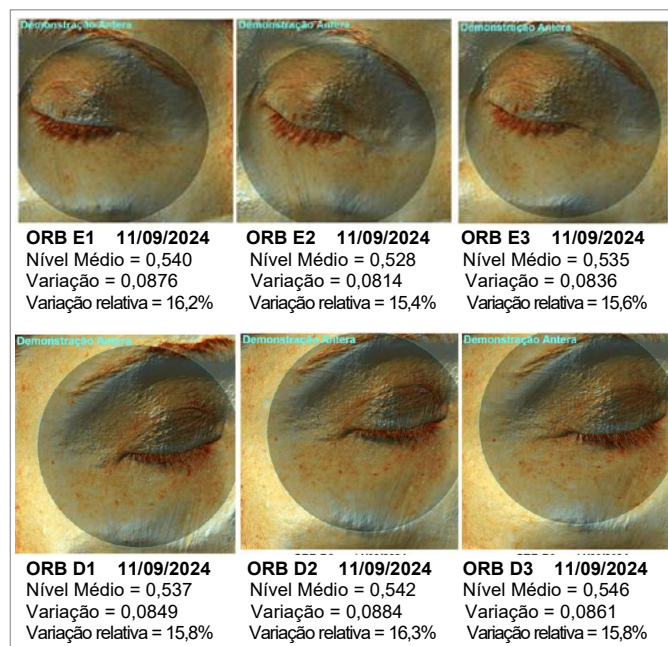 Demonstração Antera
Demonstração Antera
Demonstração Antera
ORB E1 11/09/2024
Nível Médio = 0,540
Variação = 0,0876
Variação relativa = 16,2%
ORB E2 11/09/2024
Nível Médio = 0,528
Variação = 0,0814
Variação relativa = 15,4%
ORB E3 11/09/2024
Nível Médio = 0,535
Variação = 0,0836
Variação relativa = 15,6%
Demonstração Antera
Demonstração Antera
Demonstração Antera
ORB D1 11/09/2024
Nível Médio = 0,537
Variação = 0,0849
Variação relativa = 15,8%
ORB D2 11/09/2024
Nível Médio = 0,542
Variação = 0,0884
Variação relativa = 16,3%
ORB D3 11/09/2024
Nível Médio = 0,546
Variação = 0,0861
Variação relativa = 15,8%